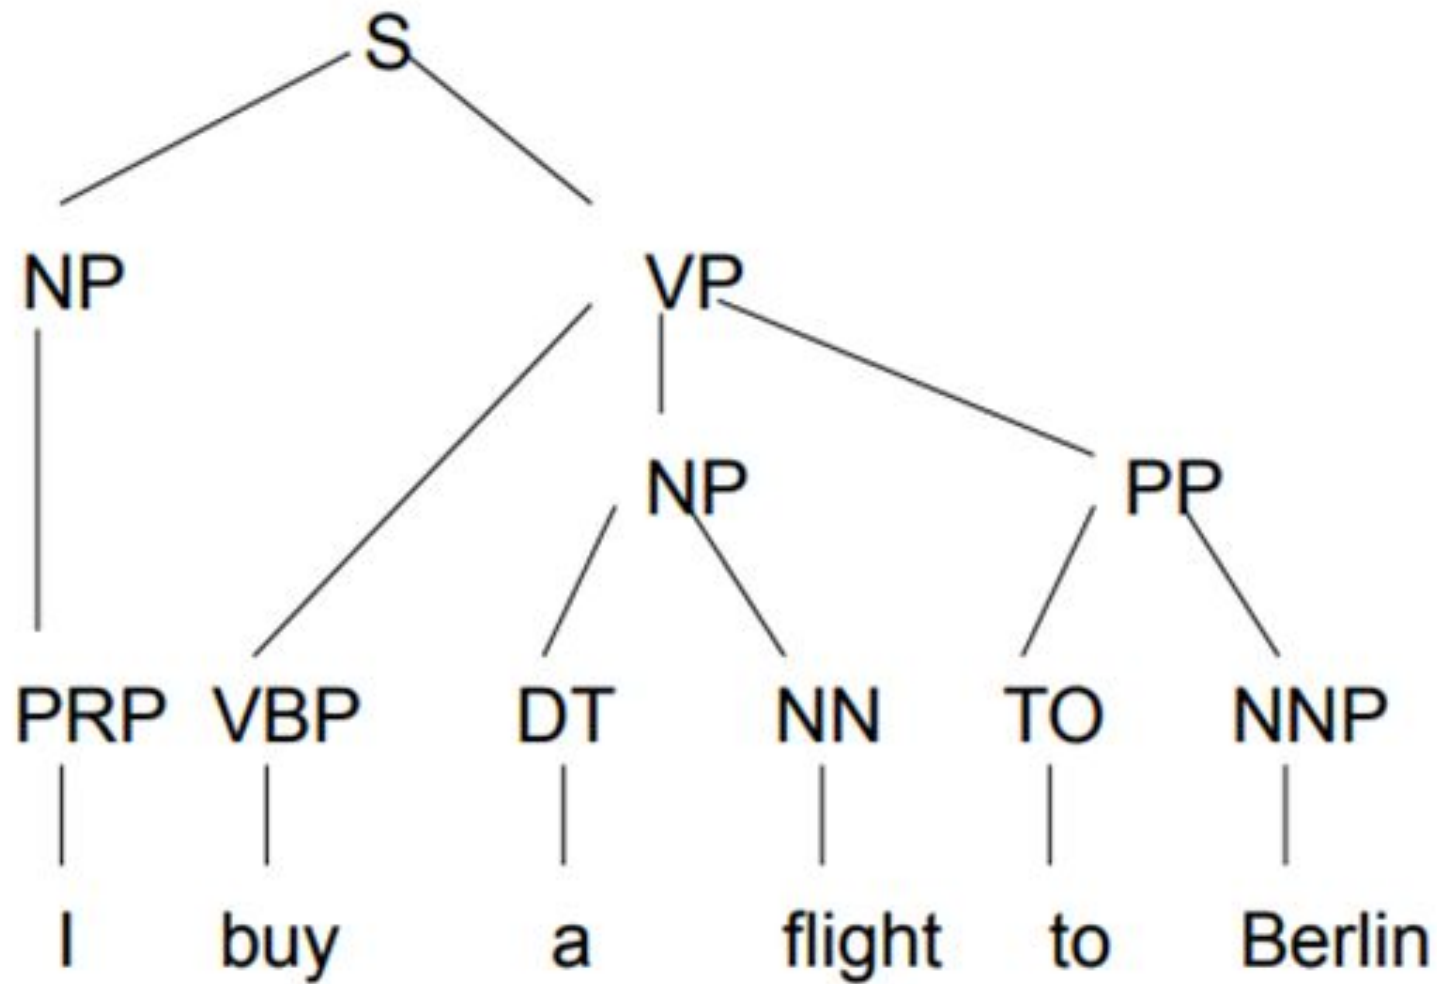 S
NP VP
NP PP
PRP VBP DT NN TO NNP
I buy a flight to Berlin